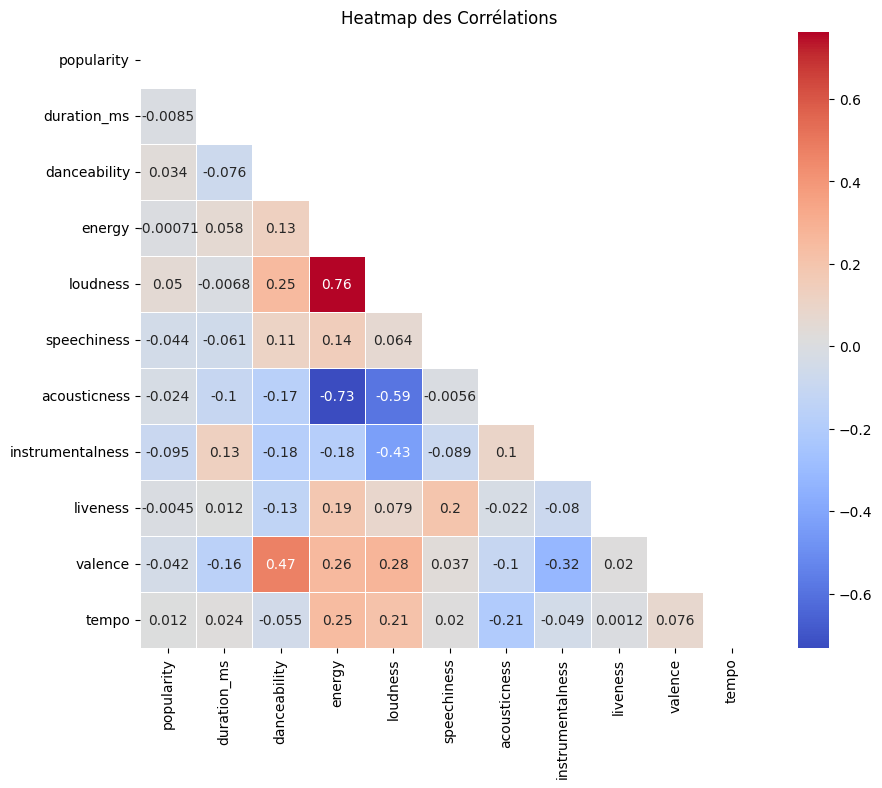 Heatmap des Corrélations
popularity
duration_ms -0.0085
danceability 0.034 -0.076
energy -0.00071 0.058 0.13
loudness 0.05 -0.0068 0.25 0.76
speechiness -0.044 -0.061 0.11 0.14 0.064
acousticness -0.024 -0.1 -0.17 -0.73 -0.59 -0.0056
instrumentalness -0.095 0.13 -0.18 -0.18 -0.43 -0.089 0.1
liveness -0.0045 0.012 -0.13 0.19 0.079 0.2 -0.022 -0.08
valence -0.042 -0.16 0.47 0.26 0.28 0.037 -0.1 -0.32 0.02
tempo 0.012 0.024 -0.055 0.25 0.21 0.02 -0.21 -0.049 0.0012 0.076
popularity
duration_ms
danceability
energy
loudness
speechiness
acousticness
instrumentalness
liveness
valence
tempo
0.6
0.4
0.2
0.0
−0.2
−0.4
−0.6